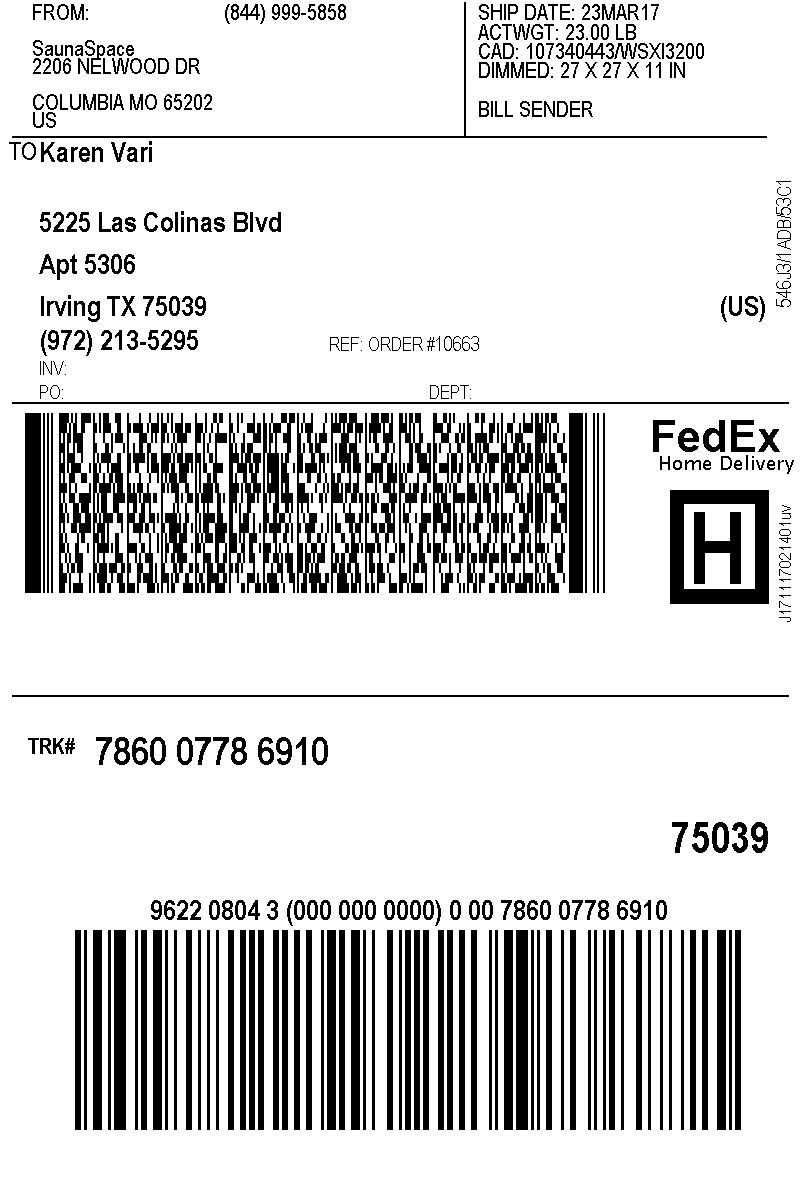 FROM: (844) 999-5858
SaunaSpace
2206 NELWOOD DR
COLUMBIA MO 65202
US
SHIP DATE: 23MAR17
ACTWGT: 23.00 LB
CAD: 107340443/WSXI3200
DIMMED: 27 X 27 X 11 IN
BILL SENDER
TO Karen Vari
5225 Las Colinas Blvd
Apt 5306
Irving TX 75039 (US)
(972) 213-5295 REF: ORDER #10663
INV:
PO: DEPT:
546J3/1ADB/53C1
FedEx
Home Delivery
H
J171117021401uv
TRK# 7860 0778 6910
75039
9622 0804 3 (000 000 0000) 0 00 7860 0778 6910